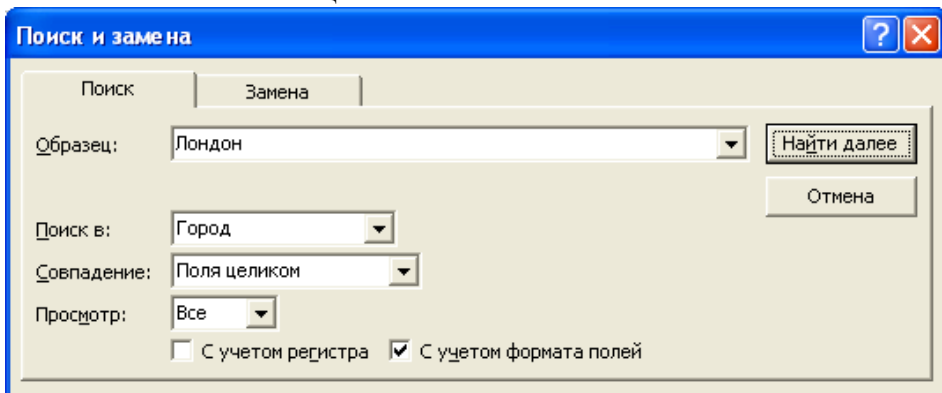 Поиск и замена
Поиск Замена
Образец: Лондон Найти далее
Отмена
Поиск в: Город
Совпадение: Поля целиком
Просмотр: Все
С учетом регистра С учетом формата полей